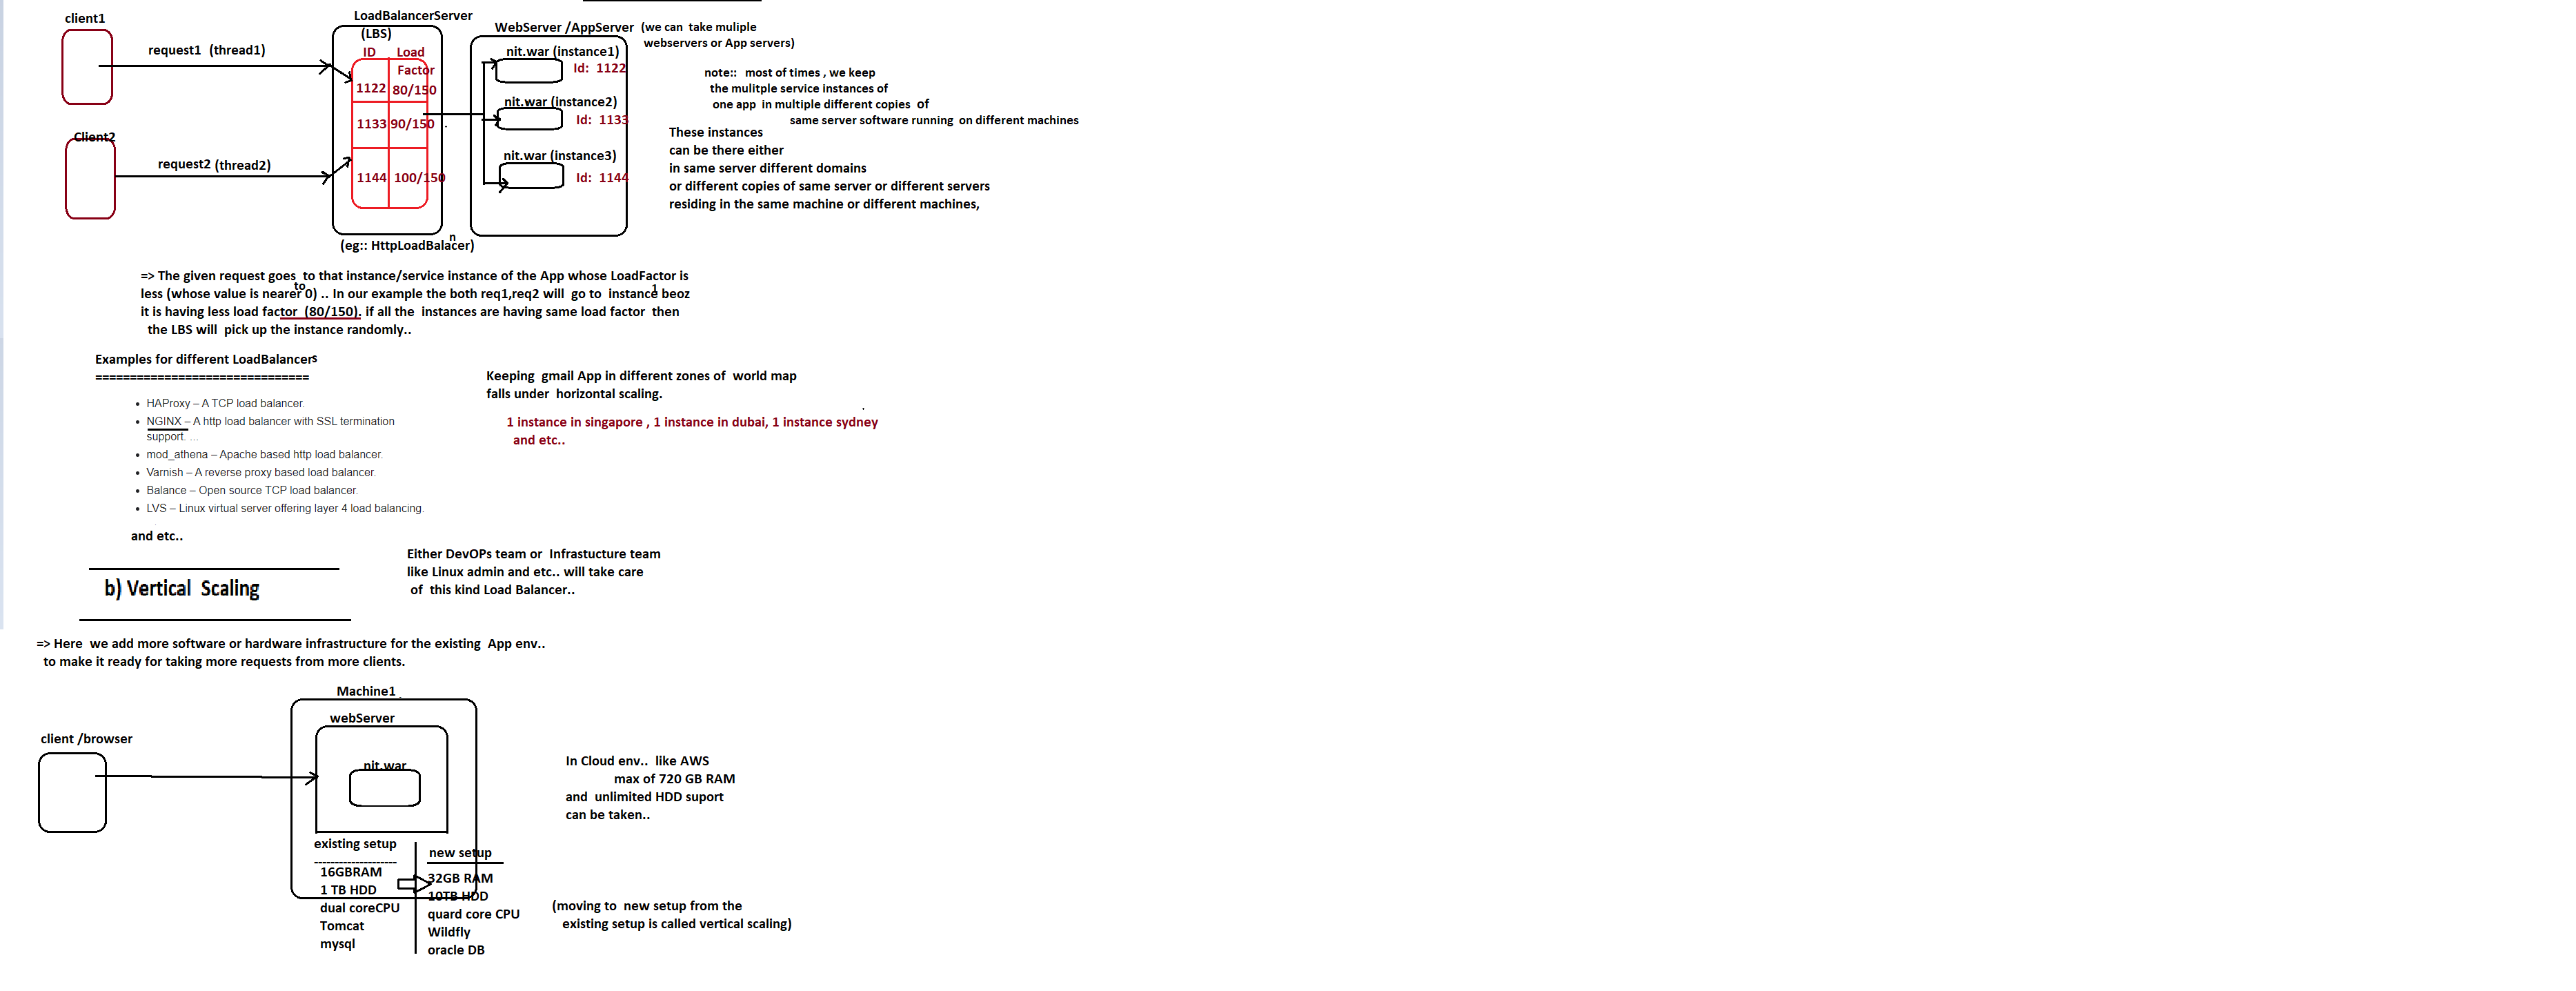 client1
LoadBalancerServer
(LBS)
WebServer /AppServer (we can take muliple
webservers or App servers)
request1 (thread1)
ID Load
Factor
1122 80/150
1133 90/150
1144 100/150
nit.war (instance1)
Id: 1122
nit.war (instance2)
Id: 1133
nit.war (instance3)
Id: 1144
note:: most of times , we keep
the mulitple service instances of
one app in multiple different copies of
same server software running on different machines
Client2
request2 (thread2)
These instances
can be there either
in same server different domains
or different copies of same server or different servers
residing in the same machine or different machines,
n
(eg:: HttpLoadBalacer)
=> The given request goes to that instance/service instance of the App whose LoadFactor is
less (whose value is nearer to 0) .. In our example the both req1,req2 will go to instance 1 beoz
it is having less load factor (80/150). if all the instances are having same load factor then
the LBS will pick up the instance randomly..
Examples for different LoadBalancers
===============================
• HAProxy – A TCP load balancer.
• NGINX – A http load balancer with SSL termination
support. ...
• mod_athena – Apache based http load balancer.
• Varnish – A reverse proxy based load balancer.
• Balance – Open source TCP load balancer.
• LVS – Linux virtual server offering layer 4 load balancing.
and etc..
Keeping gmail App in different zones of world map
falls under horizontal scaling.
1 instance in singapore , 1 instance in dubai, 1 instance sydney
and etc..
Either DevOPs team or Infrastucture team
like Linux admin and etc.. will take care
of this kind Load Balancer..
b) Vertical Scaling
=> Here we add more software or hardware infrastructure for the existing App env..
to make it ready for taking more requests from more clients.
Machine1
webServer
client /browser
nit.war
In Cloud env.. like AWS
max of 720 GB RAM
and unlimited HDD suport
can be taken..
existing setup
--------------------
16GBRAM
1 TB HDD
dual coreCPU
Tomcat
mysql
new setup
32GB RAM
10TB HDD
quard core CPU
Wildfly
oracle DB
(moving to new setup from the
existing setup is called vertical scaling)